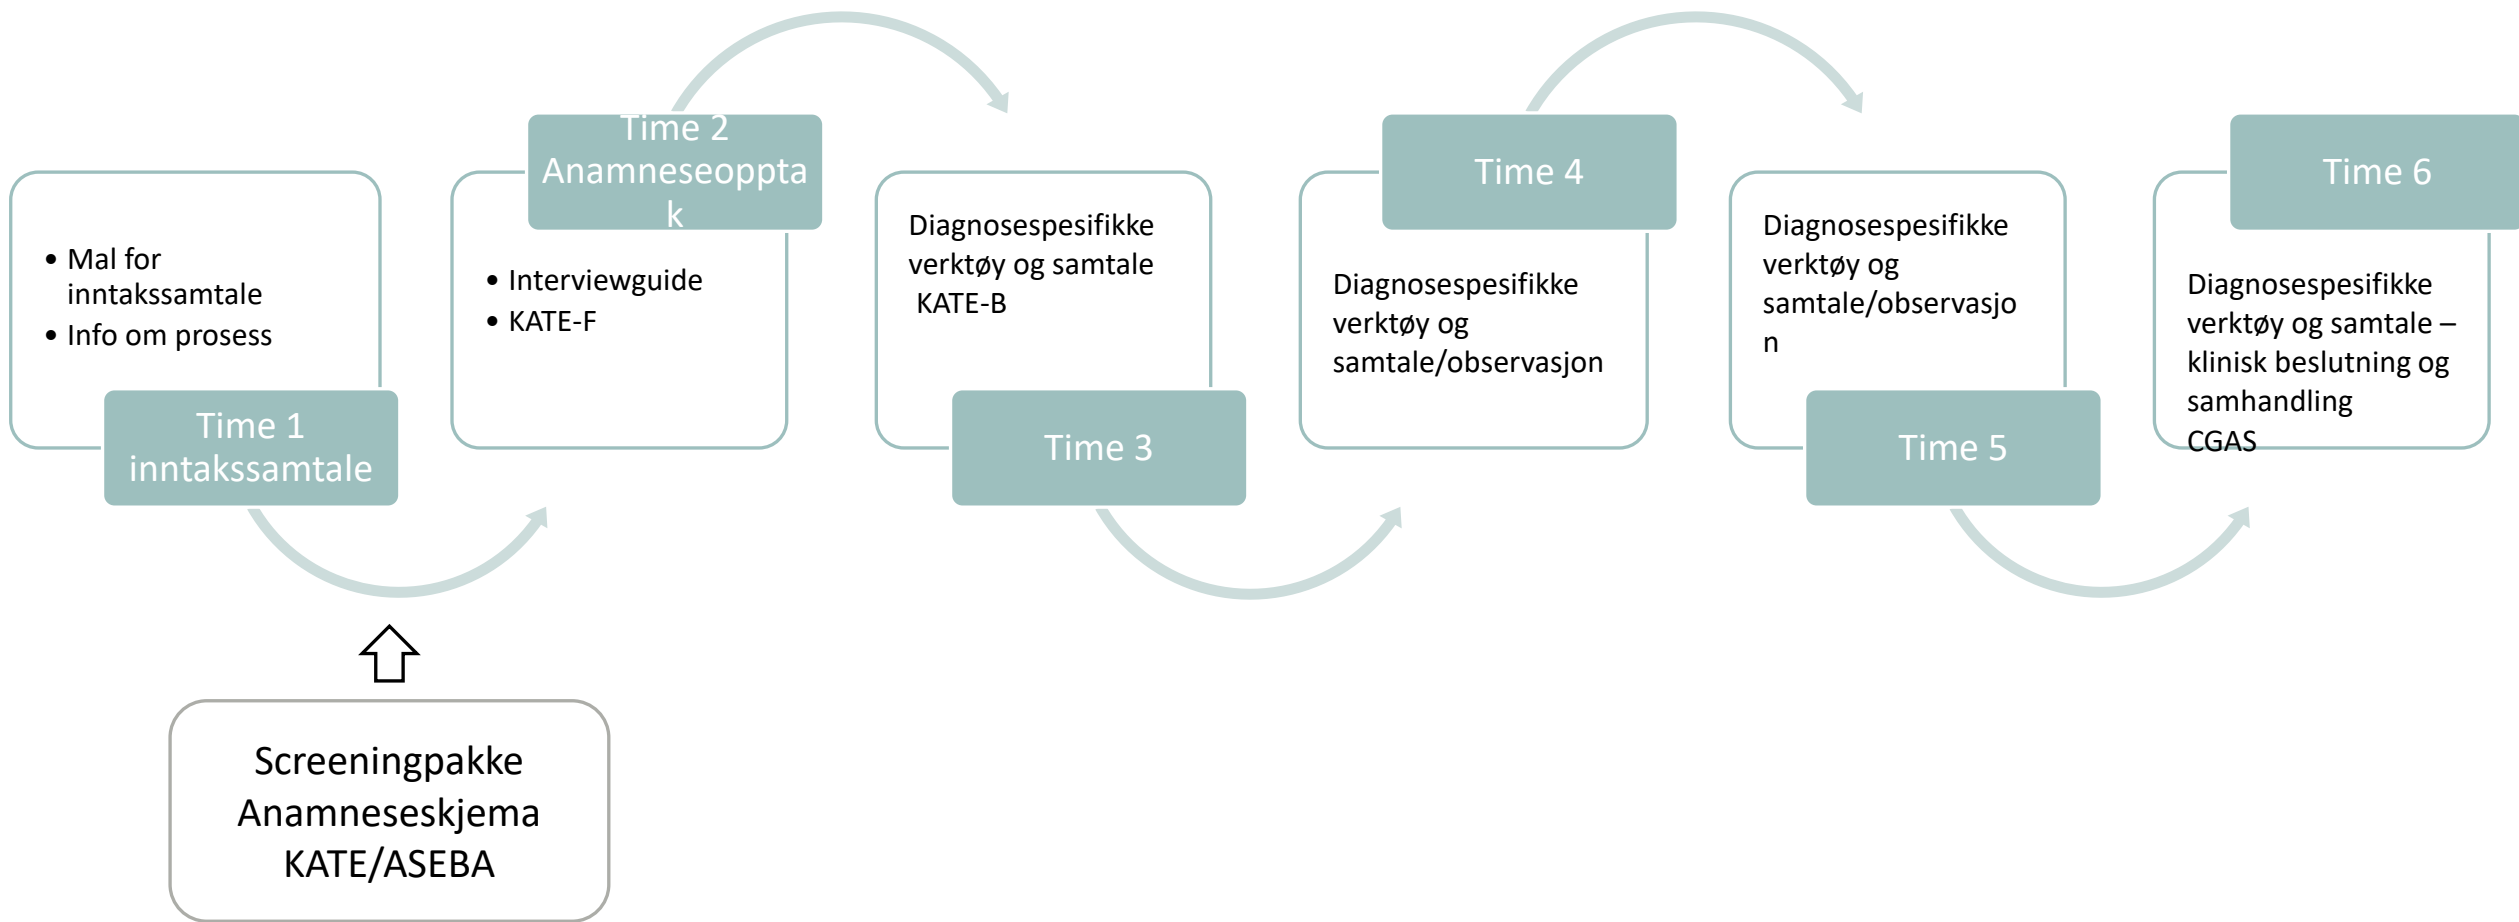 • Mal for
inntakssamtale
• Info om prosess
Time 1
inntakssamtale
Time 2
Anamneseoppta
k
• Interviewguide
• KATE-F
Diagnosespesifikke
verktøy og samtale
KATE-B
Time 3
Time 4
Diagnosespesifikke
verktøy og
samtale/observasjon
Diagnosespesifikke
verktøy og
samtale/observasjo
n
Time 5
Time 6
Diagnosespesifikke
verktøy og samtale –
klinisk beslutning og
samhandling
CGAS
Screeningpakke
Anamneseskjema
KATE/ASEBA